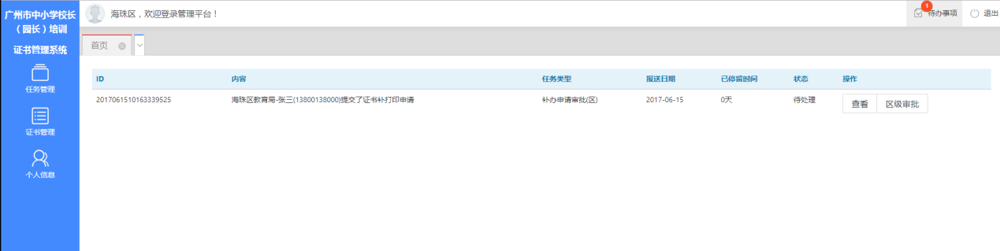 广州市中小学校长
（园长）培训
证书管理系统
任务管理
证书管理
个人信息
海珠区，欢迎登录管理平台！
1
待办事项
退出
首页
ID 内容 任务类型 报送日期 已停留时间 状态 操作
2017061510163339525 海珠区教育局-张三(13800138000)提交了证书补打印申请 补办申请审批(区) 2017-06-15 0天 待处理 查看 区级审批